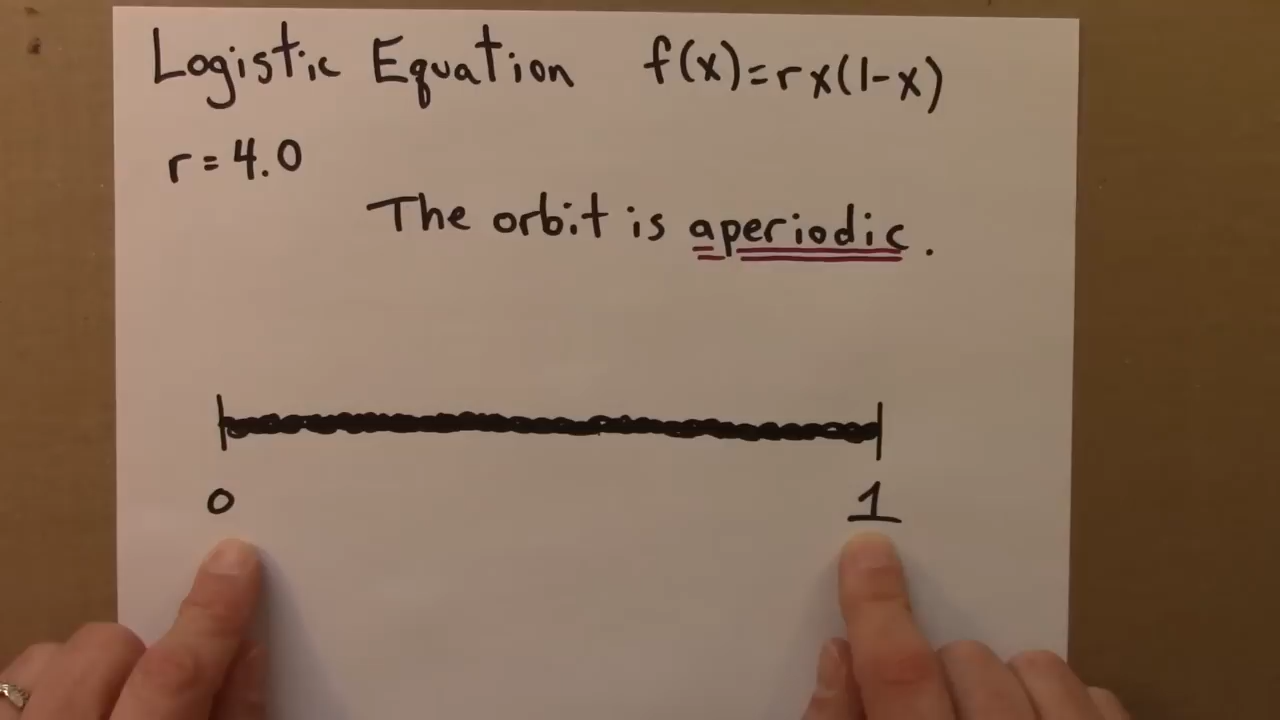 Logistic Equation f(x)=rx(1-x)
r=4.0
The orbit is aperiodic.
0 1